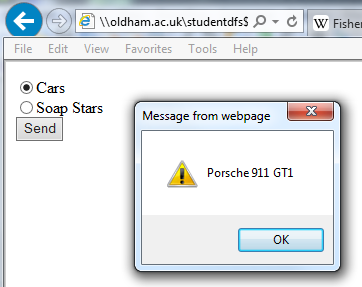 \\oldham.ac.uk\studentdfs$
W Fishe
File Edit View Favorites Tools Help
Cars
Soap Stars
Send
Message from webpage
Porsche 911 GT1
OK